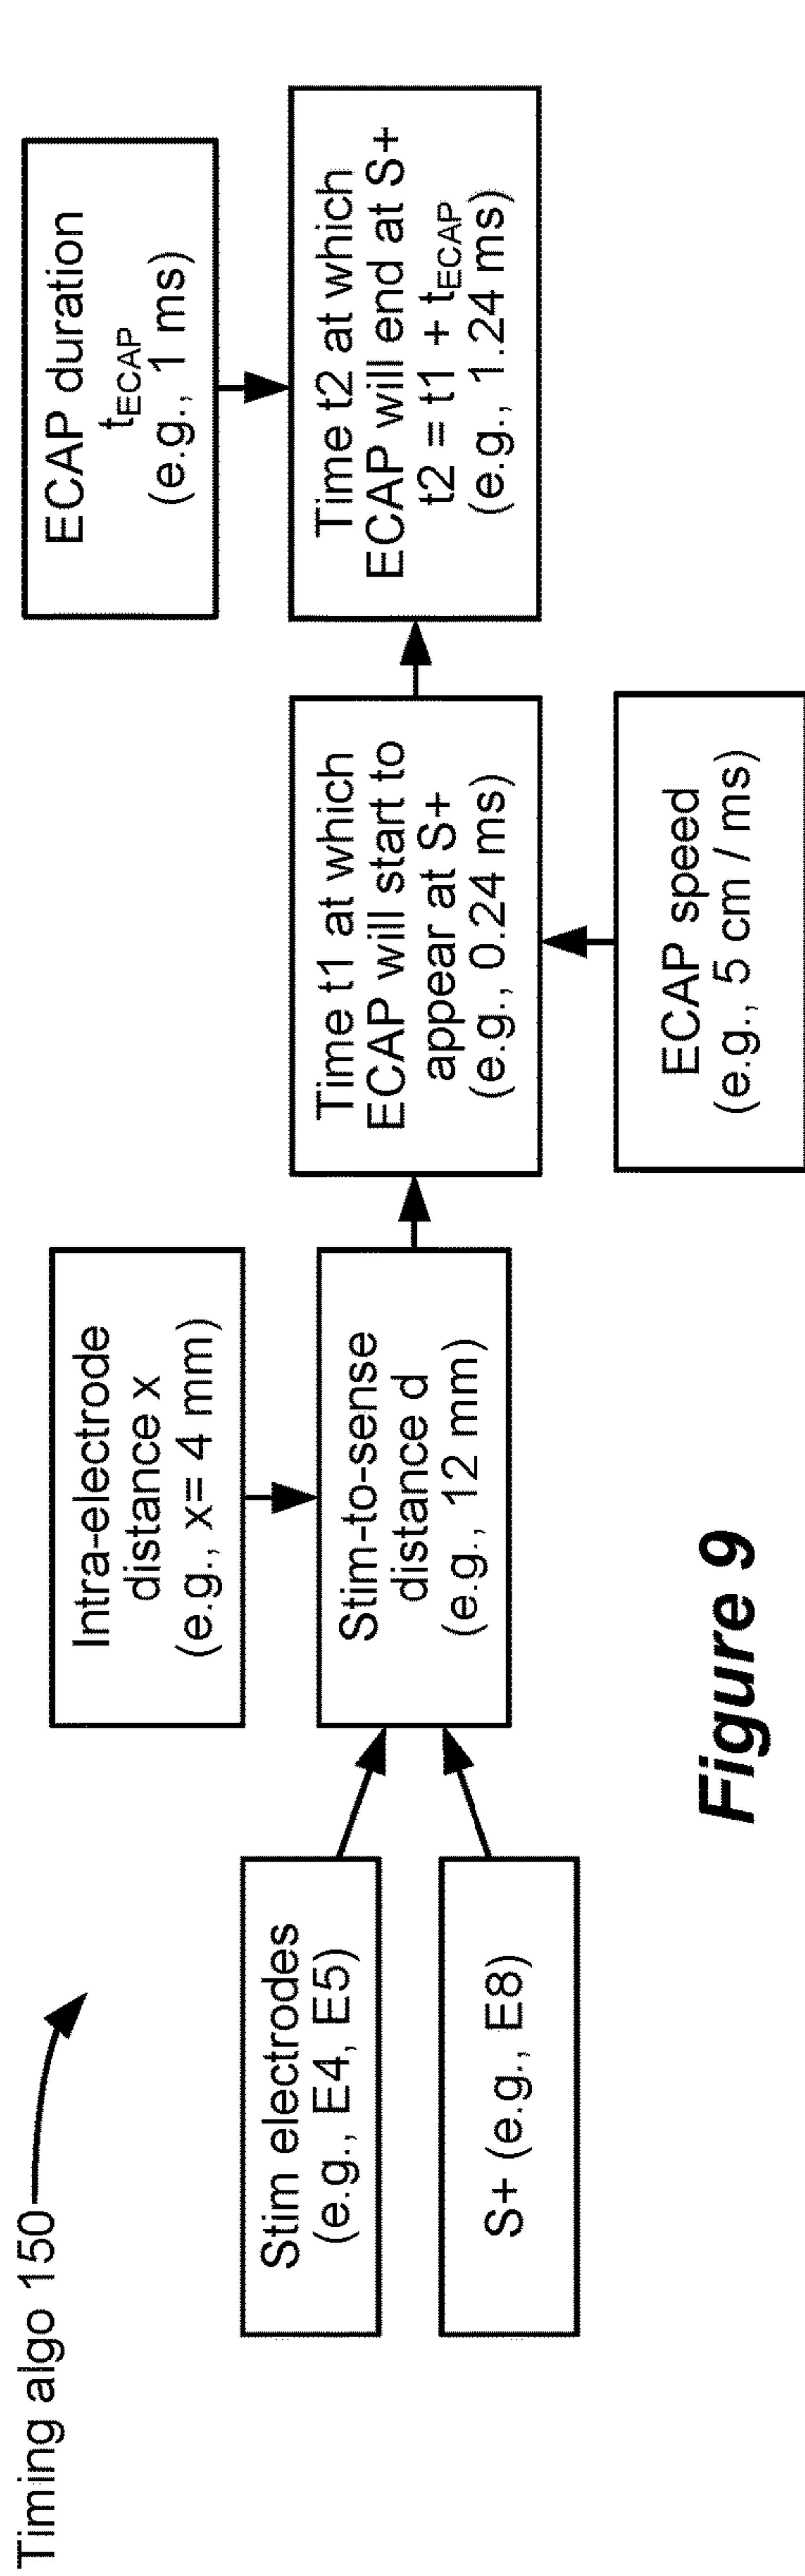 Timing algo 150
Stim electrodes
(e.g., E4, E5)
S+ (e.g., E8)
Intra-electrode
distance x
(e.g., x= 4 mm)
Stim-to-sense
distance d
(e.g., 12 mm)
Time t1 at which
ECAP will start to
appear at S+
(e.g., 0.24 ms)
ECAP speed
(e.g., 5 cm / ms)
ECAP duration
tECAP
(e.g., 1 ms)
Time t2 at which
ECAP will end at S+
t2 = t1 + tECAP
(e.g., 1.24 ms)
Figure 9